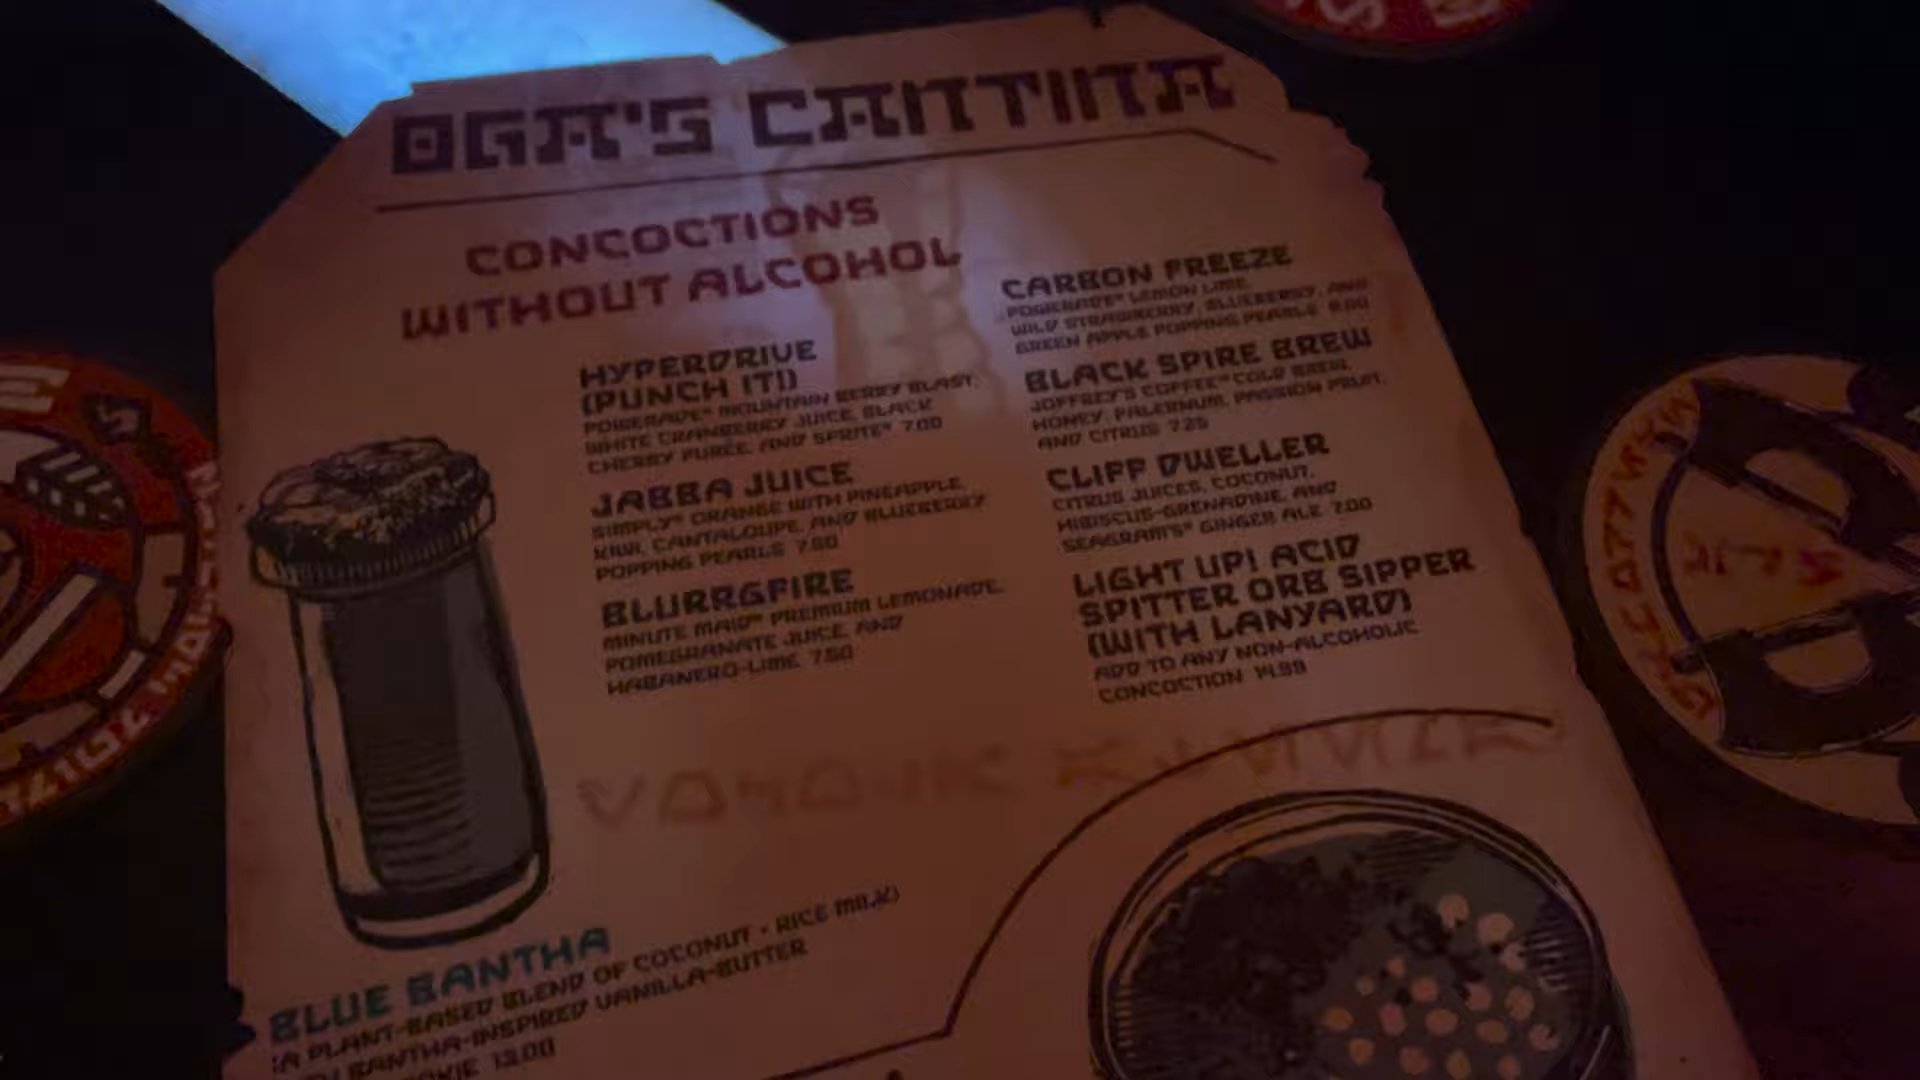 OGA'S CANTINA
CONCOCTIONS
WITHOUT ALCOHOL
HYPERDRIVE
(PUNCH IT!)
POWERADE® MOUNTAIN BERRY BLAST,
WHITE CRANBERRY JUICE, BLACK
CHERRY PURÉE, AND SPRITE® 7.00
JABBA JUICE
SIMPLY® ORANGE WITH PINEAPPLE,
KIWI, CANTALOUPE, AND BLUEBERRY
POPPING PEARLS 7.50
BLURRGFIRE
MINUTE MAID® PREMIUM LEMONADE,
POMEGRANATE JUICE, AND
HABANERO-LIME 7.50
CARBON FREEZE
POWERADE® LEMON LIME,
WILD STRAWBERRY, BLUEBERRY, AND
GREEN APPLE POPPING PEARLS
BLACK SPIRE BREW
JOFFREY'S COFFEE™ COLD BREW,
HONEY, FALERNUM, PASSION FRUIT,
AND CITRUS 7.25
CLIFF DWELLER
CITRUS JUICES, COCONUT,
HIBISCUS-GRENADINE, AND
SEAGRAM'S® GINGER ALE 7.00
LIGHT UP! ACID
SPITTER ORB SIPPER
(WITH LANYARD)
ADD TO ANY NON-ALCOHOLIC
CONCOCTION 14.99
BLUE BANTHA
(A PLANT-BASED BLEND OF COCONUT + RICE MILK)
BANTHA-INSPIRED VANILLA-BUTTER
13.00